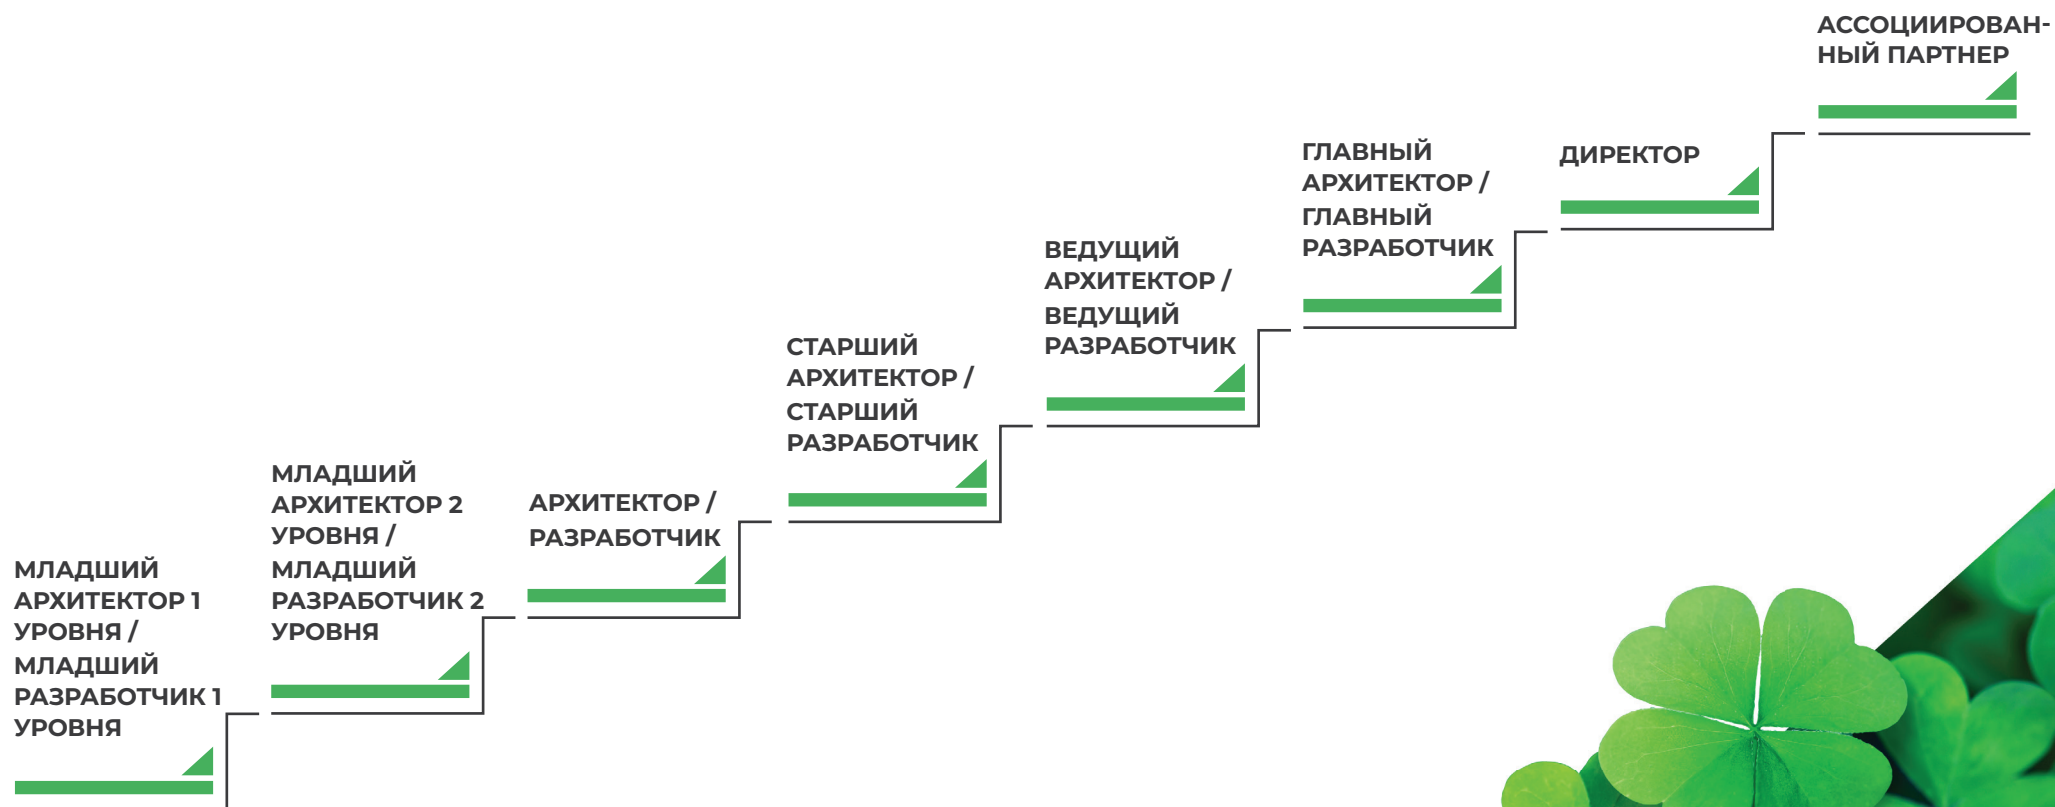 МЛАДШИЙ
АРХИТЕКТОР 1
УРОВНЯ /
МЛАДШИЙ
РАЗРАБОТЧИК 1
УРОВНЯ
МЛАДШИЙ
АРХИТЕКТОР 2
УРОВНЯ /
МЛАДШИЙ
РАЗРАБОТЧИК 2
УРОВНЯ
АРХИТЕКТОР /
РАЗРАБОТЧИК
СТАРШИЙ
АРХИТЕКТОР /
СТАРШИЙ
РАЗРАБОТЧИК
ВЕДУЩИЙ
АРХИТЕКТОР /
ВЕДУЩИЙ
РАЗРАБОТЧИК
ГЛАВНЫЙ
АРХИТЕКТОР /
ГЛАВНЫЙ
РАЗРАБОТЧИК
ДИРЕКТОР
АССОЦИИРОВАН-
НЫЙ ПАРТНЕР